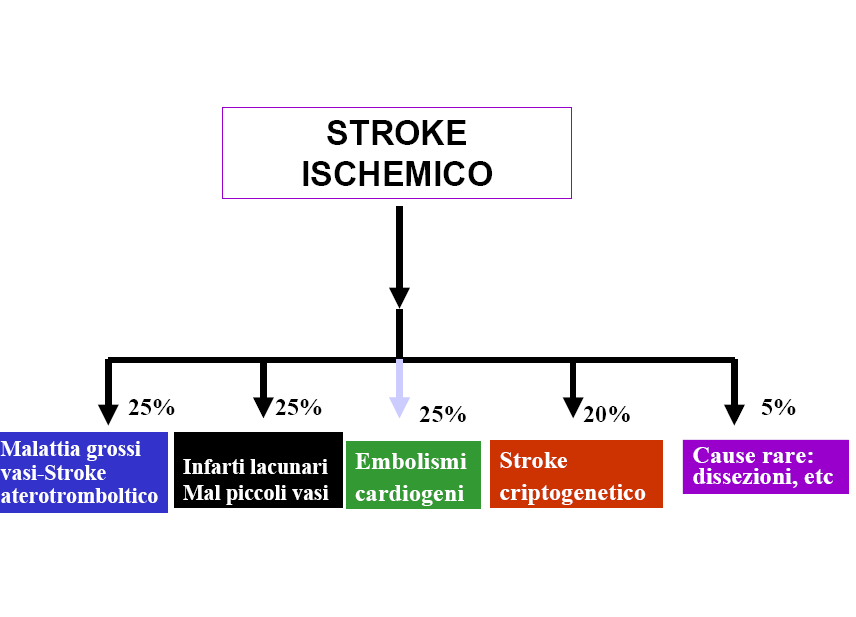 STROKE
ISCHEMICO
25%
25%
25%
20%
5%
Malattia grossi
vasi-Stroke
aterotromboltico
Infarti lacunari
Mal piccoli vasi
Embolismi
cardiogeni
Stroke
criptogenetico
Cause rare:
dissezioni, etc